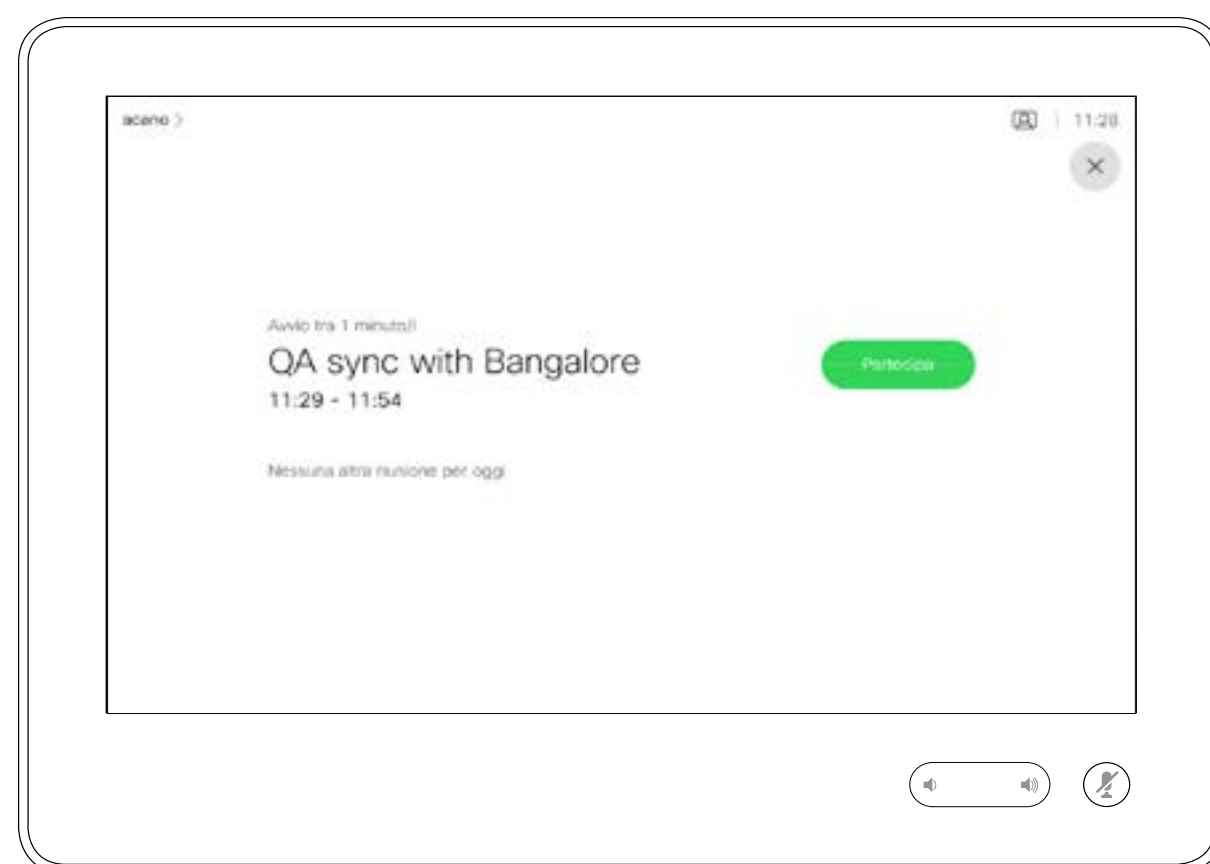 acano >
11:28
Avvio tra 1 minuto/i
QA sync with Bangalore
Partecipa
11:29 - 11:54
Nessuna altra riunione per oggi